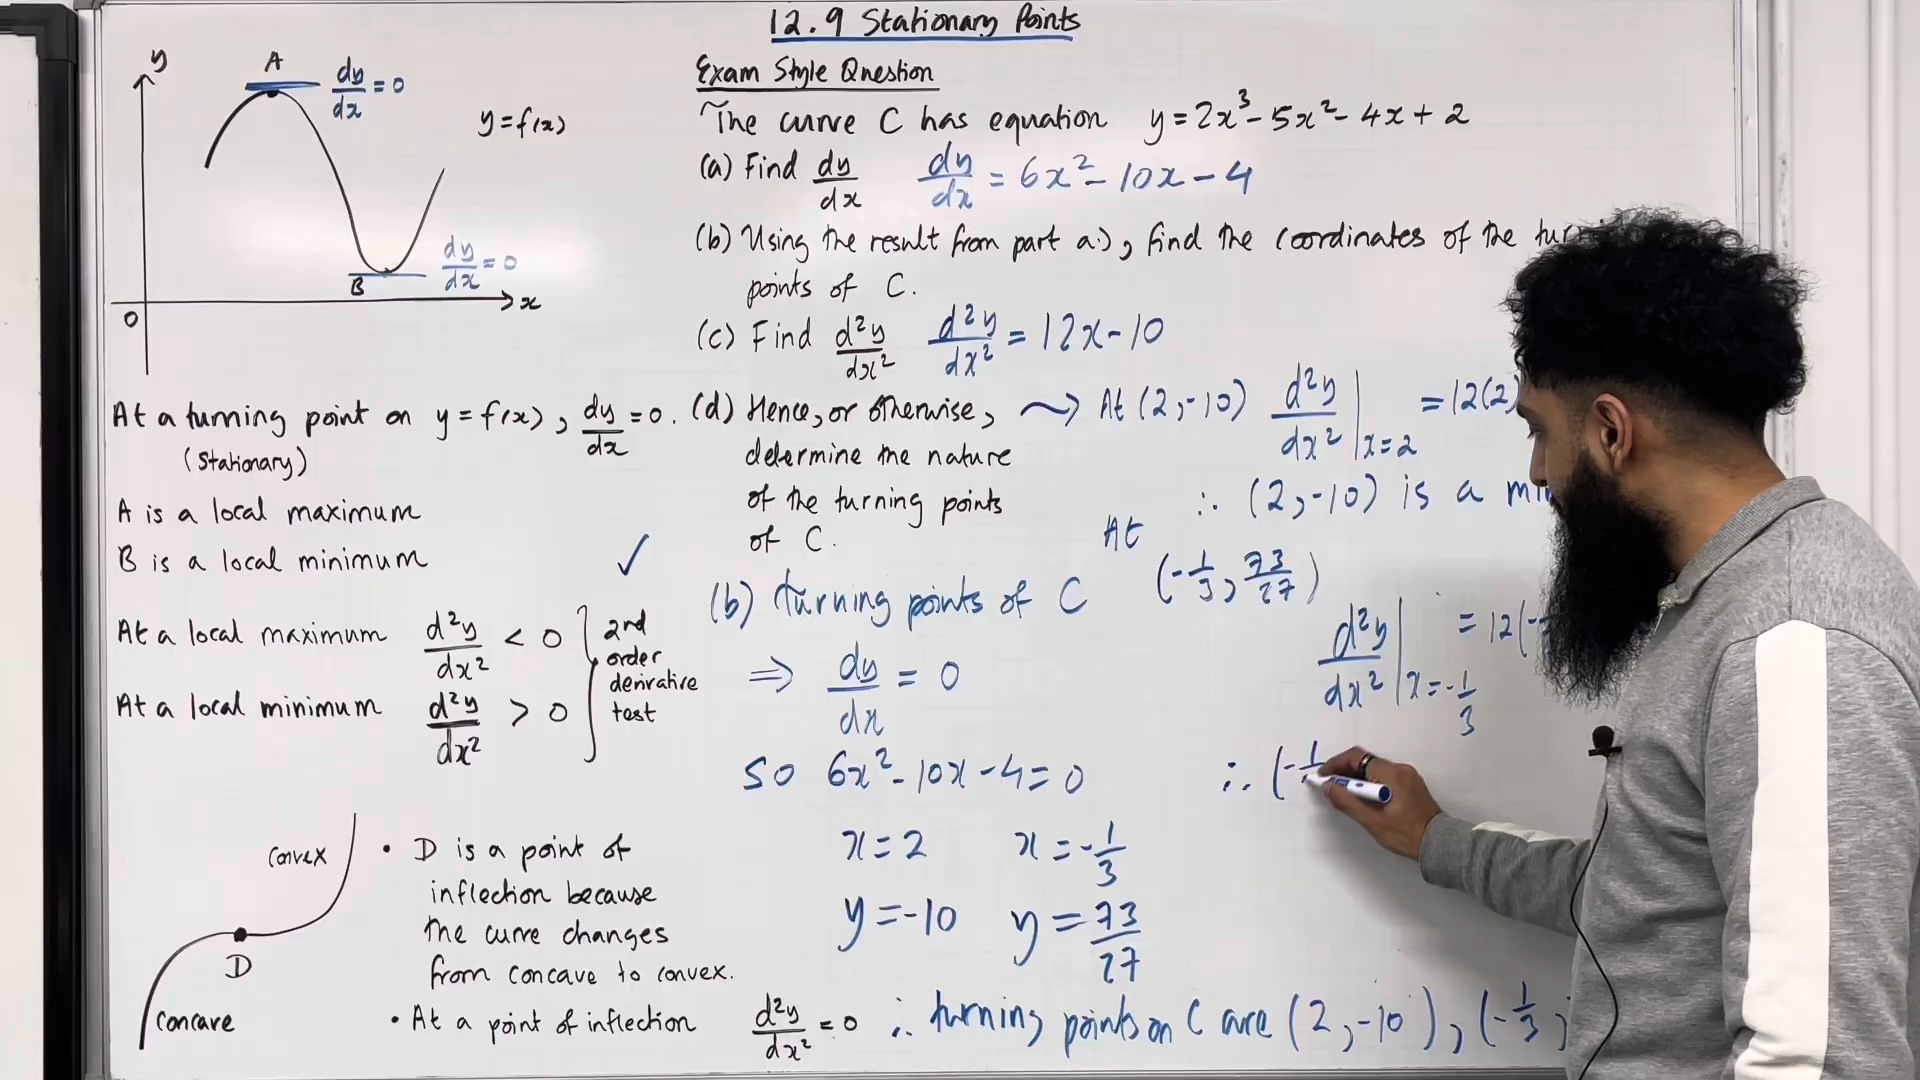 12.9 Stationary Points
y
A
dy/dx = 0
y = f(x)
dy/dx = 0
B
x
0
At a turning point on y = f(x), dy/dx = 0.
(stationary)
A is a local maximum
B is a local minimum
✓
At a local maximum d²y/dx² < 0
At a local minimum d²y/dx² > 0
2nd
order
derivative
test
convex
D
concave
• D is a point of
inflection because
the curve changes
from concave to convex.
• At a point of inflection d²y/dx² = 0
Exam Style Question
The curve C has equation y = 2x³ - 5x² - 4x + 2
(a) Find dy/dx dy/dx = 6x² - 10x - 4
(b) Using the result from part a.), find the coordinates of the
points of C.
(c) Find d²y/dx² d²y/dx² = 12x - 10
(d) Hence, or otherwise,
determine the nature
of the turning points
of C.
At (2, -10) d²y/dx² | x=2 = 12(2)
∴ (2, -10) is a
At
(-1/3, 73/27)
d²y/dx² | x = -1/3 = 12(-
∴ (-1/
(b) turning points of C
⇒ dy/dx = 0
so 6x² - 10x - 4 = 0
x = 2 x = -1/3
y = -10 y = 73/27
∴ turning points on C are (2, -10), (-1/3,